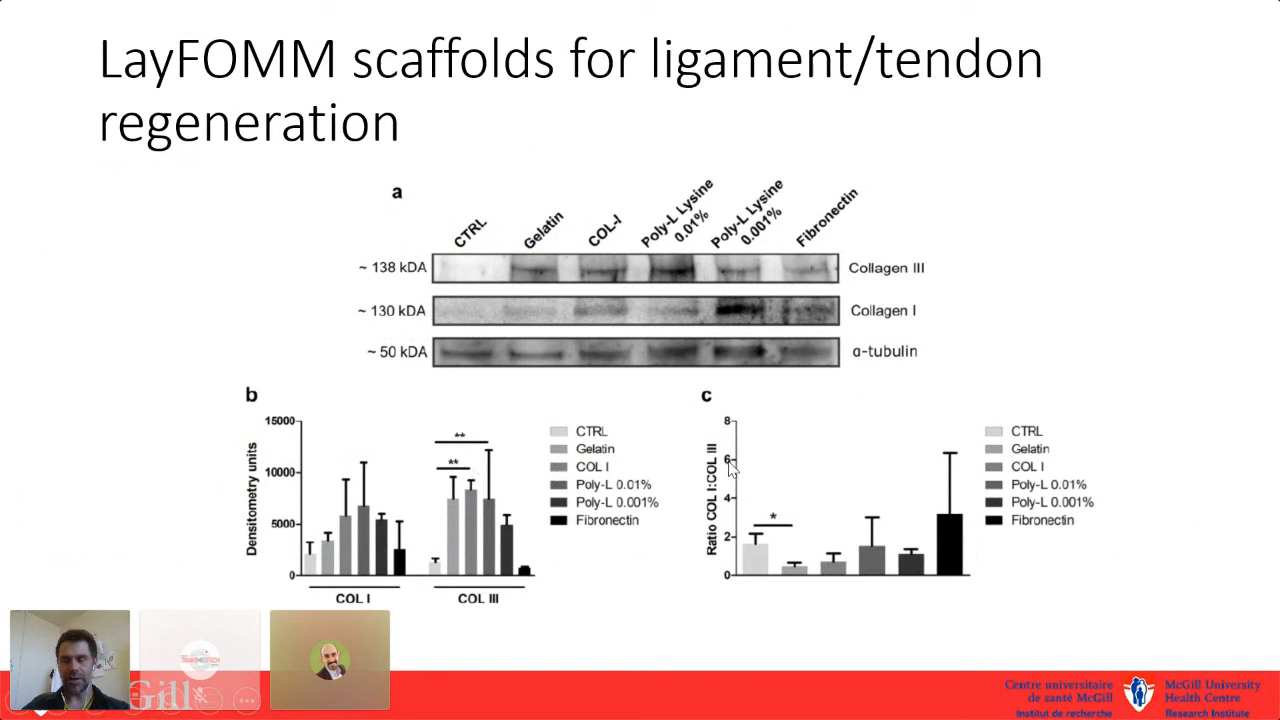 LayFOMM scaffolds for ligament/tendon
regeneration
a
CTRL
Gelatin
COL-I
Poly-L Lysine
0.01%
Poly-L Lysine
0.001%
Fibronectin
~ 138 kDA
Collagen III
~ 130 kDA
Collagen I
~ 50 kDA
α-tubulin
b
Densitometry units
15000
10000
5000
0
**
**
COL I
COL III
CTRL
Gelatin
COL I
Poly-L 0.01%
Poly-L 0.001%
Fibronectin
c
Ratio COL I:COL III
8
6
4
2
0
*
CTRL
Gelatin
COL I
Poly-L 0.01%
Poly-L 0.001%
Fibronectin
Gill
Centre universitaire
de santé McGill
Institut de recherche
McGill University
Health Centre
Research Institute